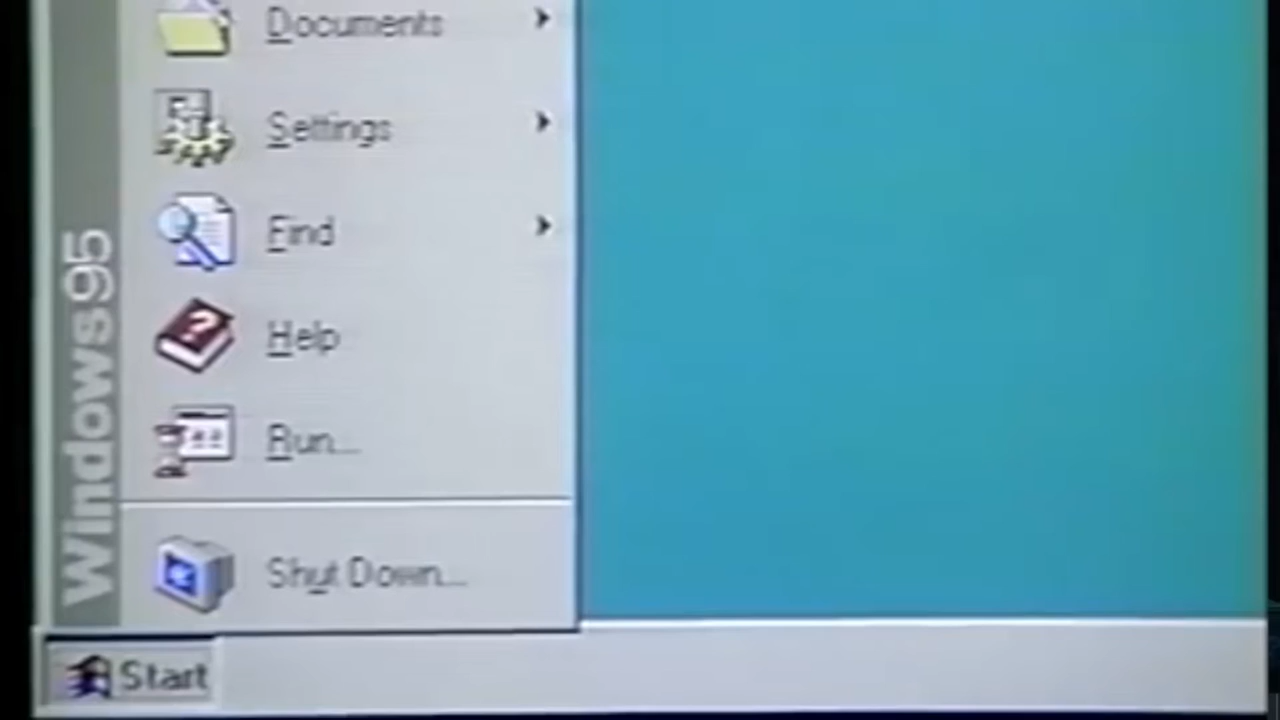 Documents
Settings
Find
Help
Run...
Shut Down...
Windows95
Start